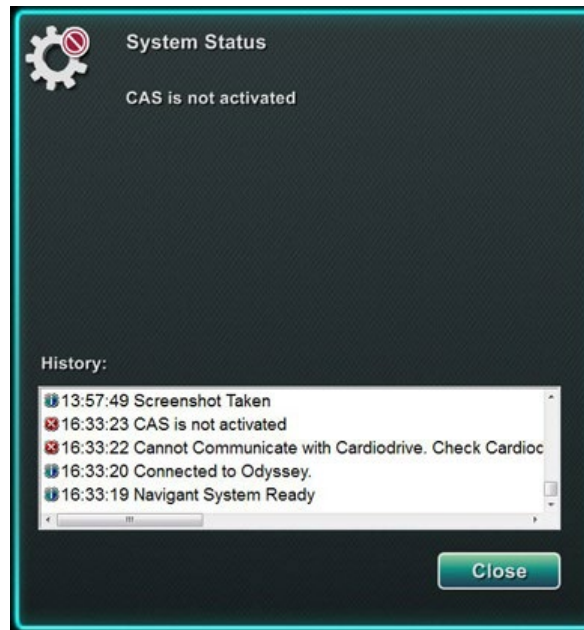 System Status
CAS is not activated
History:
13:57:49 Screenshot Taken
16:33:23 CAS is not activated
16:33:22 Cannot Communicate with Cardiodrive. Check Cardioc
16:33:20 Connected to Odyssey.
16:33:19 Navigant System Ready
Close